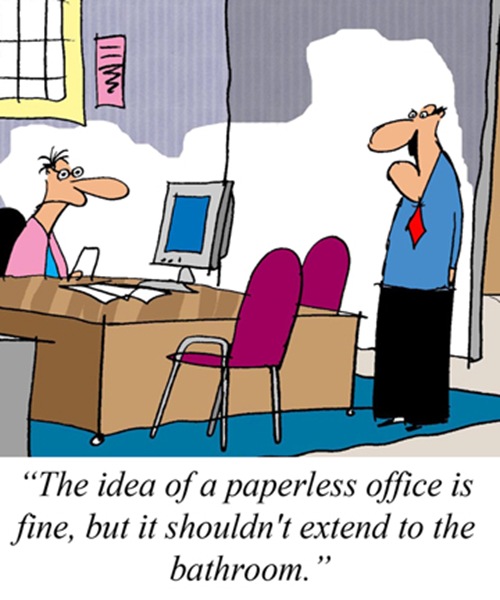 “The idea of a paperless office is
fine, but it shouldn't extend to the
bathroom.”